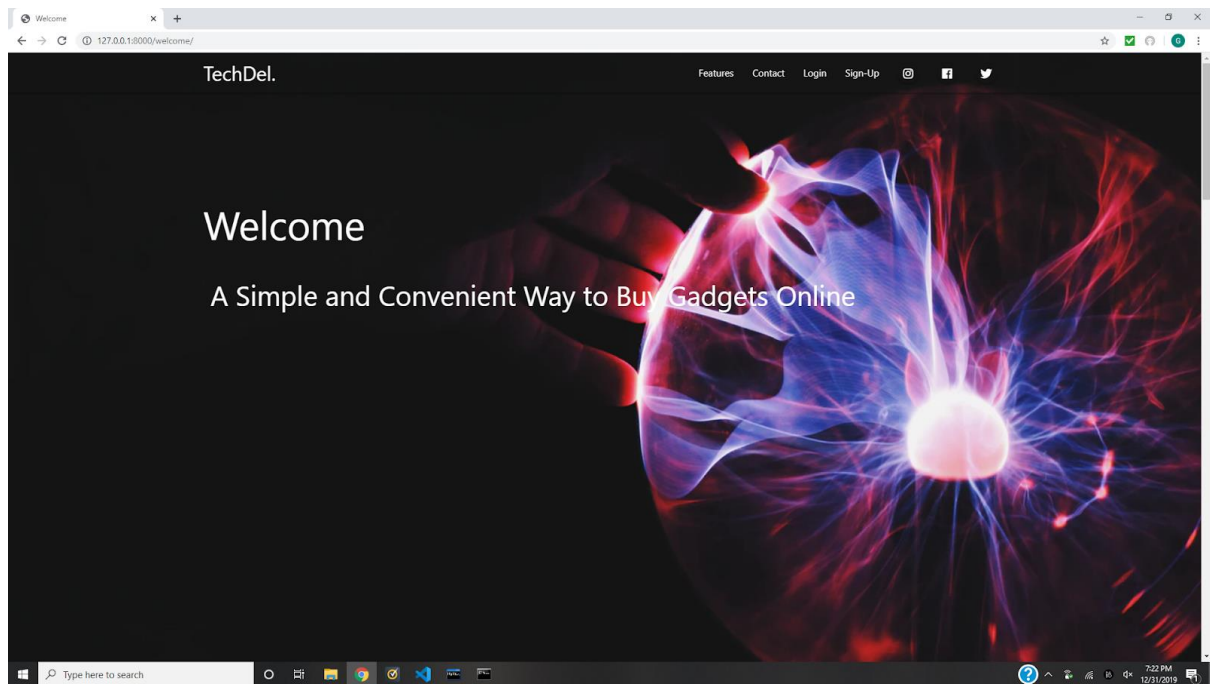 Welcome
127.0.0.1:8000/welcome/
G
TechDel.
Features Contact Login Sign-Up
Welcome
A Simple and Convenient Way to Buy Gadgets Online
Type here to search
7:22 PM
12/31/2019